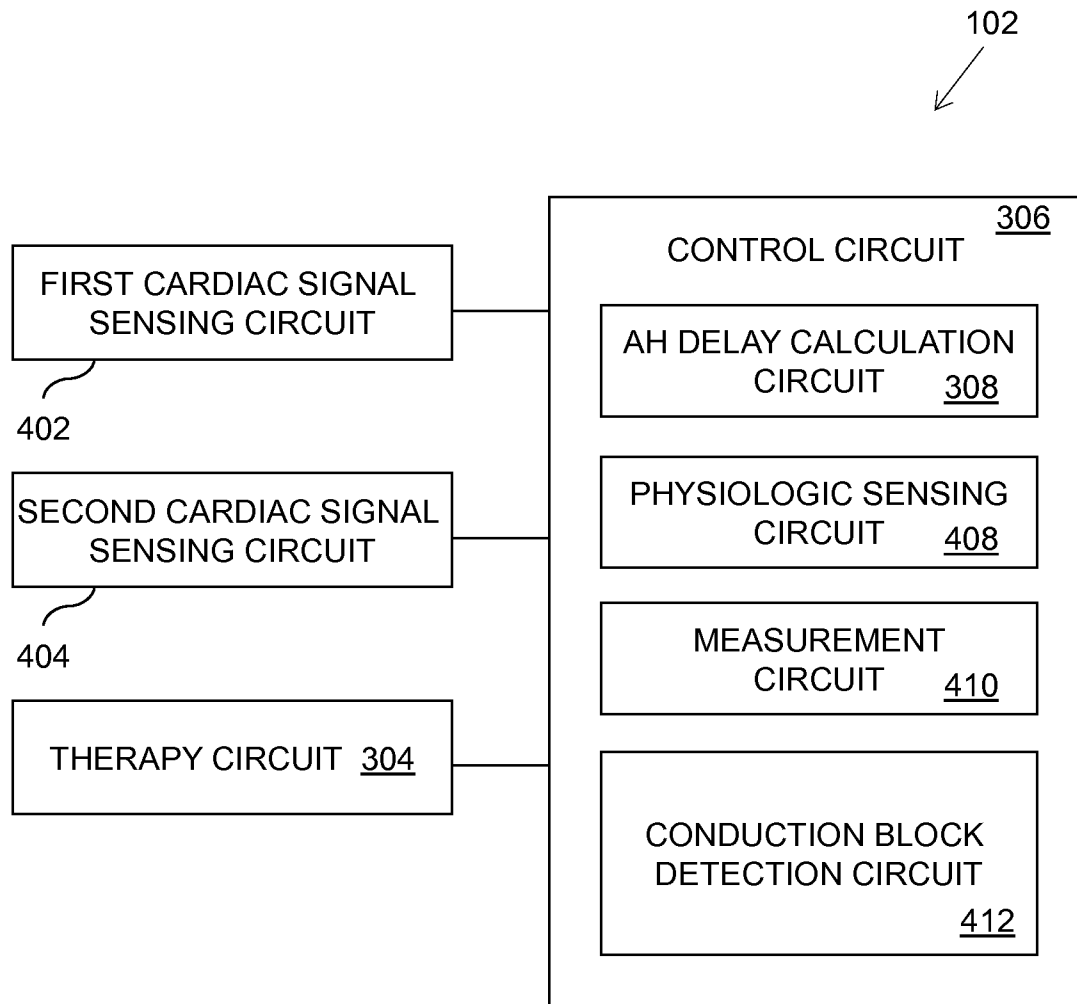 102
306
CONTROL CIRCUIT
FIRST CARDIAC SIGNAL
SENSING CIRCUIT
402
SECOND CARDIAC SIGNAL
SENSING CIRCUIT
404
THERAPY CIRCUIT 304
AH DELAY CALCULATION
CIRCUIT 308
PHYSIOLOGIC SENSING
CIRCUIT 408
MEASUREMENT
CIRCUIT 410
CONDUCTION BLOCK
DETECTION CIRCUIT
412